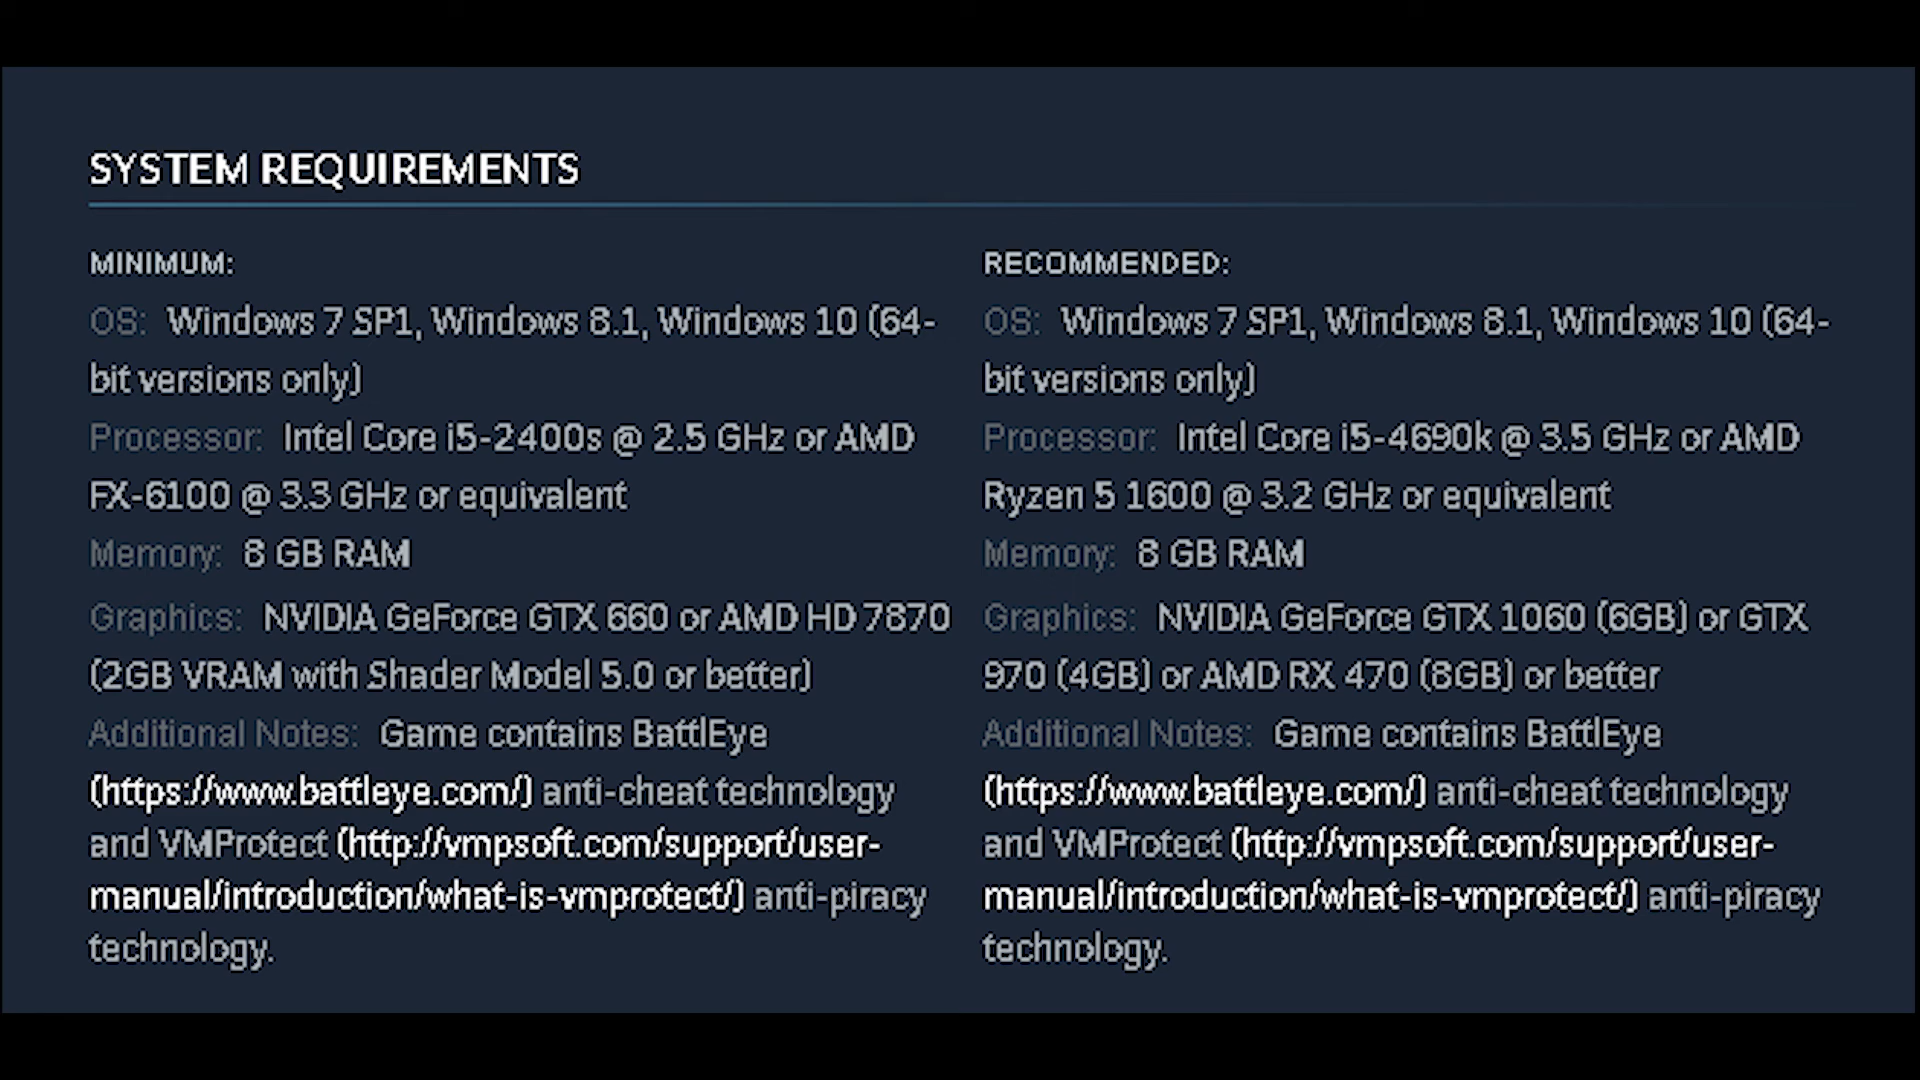 SYSTEM REQUIREMENTS
MINIMUM:
OS: Windows 7 SP1, Windows 8.1, Windows 10 (64-
bit versions only)
Processor: Intel Core i5-2400s @ 2.5 GHz or AMD
FX-6100 @ 3.3 GHz or equivalent
Memory: 8 GB RAM
Graphics: NVIDIA GeForce GTX 660 or AMD HD 7870
(2GB VRAM with Shader Model 5.0 or better)
Additional Notes: Game contains BattlEye
(https://www.battleye.com/) anti-cheat technology
and VMProtect (http://vmpsoft.com/support/user-
manual/introduction/what-is-vmprotect/) anti-piracy
technology.
RECOMMENDED:
OS: Windows 7 SP1, Windows 8.1, Windows 10 (64-
bit versions only)
Processor: Intel Core i5-4690k @ 3.5 GHz or AMD
Ryzen 5 1600 @ 3.2 GHz or equivalent
Memory: 8 GB RAM
Graphics: NVIDIA GeForce GTX 1060 (6GB) or GTX
970 (4GB) or AMD RX 470 (8GB) or better
Additional Notes: Game contains BattlEye
(https://www.battleye.com/) anti-cheat technology
and VMProtect (http://vmpsoft.com/support/user-
manual/introduction/what-is-vmprotect/) anti-piracy
technology.